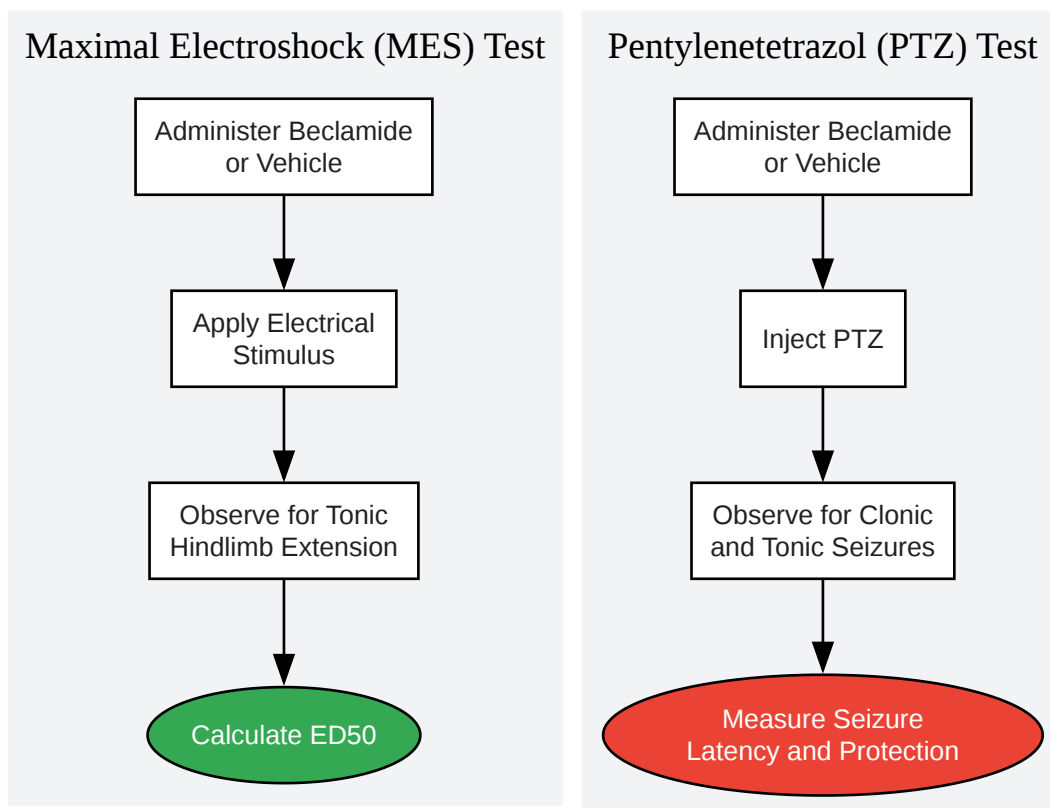 Maximal Electroshock (MES) Test
Administer Beclamide
or Vehicle
Apply Electrical
Stimulus
Observe for Tonic
Hindlimb Extension
Calculate ED50
Pentylenetetrazol (PTZ) Test
Administer Beclamide
or Vehicle
Inject PTZ
Observe for Clonic
and Tonic Seizures
Measure Seizure
Latency and Protection